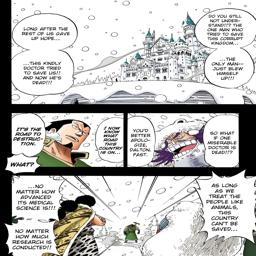 LONG AFTER
THE REST OF
US GAVE
UP HOPE...
...THIS KINDLY
DOCTOR TRIED TO
SAVE US!!
AND NOW HE'S
DEAD!!!
DO YOU STILL
NOT UNDER-
STAND!!? THE
ONE MAN WHO
TRIED TO SAVE
THIS CORRUPT
KINGDOM...
...THE
ONLY MAN--
JUST BLEW
HIMSELF
UP!!!
IT'S THE
ROAD TO
DESTRUC-
TION.
WHAT?
I NOW
KNOW WHAT
ROAD THIS
COUNTRY
IS ON...
YOU'D
BETTER
APOLO-
GIZE,
DALTON.
FAST.
SO WHAT
IF ONE
MISERABLE
DOCTOR
IS DEAD!!?
...NO
MATTER HOW
ADVANCED
ITS MEDICAL
SCIENCE IS!!!
NO MATTER
HOW MUCH
RESEARCH IS
CONDUCTED!!
AS LONG
AS WE
TREAT THE
PEOPLE LIKE
ANIMALS,
THIS
COUNTRY
CAN'T BE
SAVED...